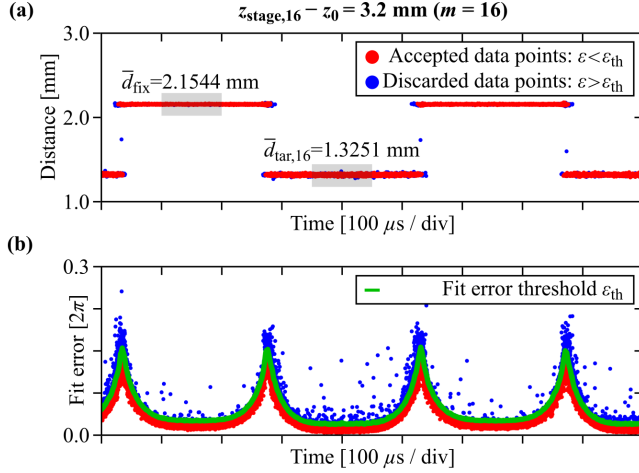 (a)
z_stage,16 − z_0 = 3.2 mm (m = 16)
Distance [mm]
3.0
2.0
1.0
Accepted data points: ε<ε_th
Discarded data points: ε>ε_th
d̅_fix=2.1544 mm
d̅_tar,16=1.3251 mm
Time [100 μs / div]
(b)
Fit error [2π]
0.3
0.0
Fit error threshold ε_th
Time [100 μs / div]